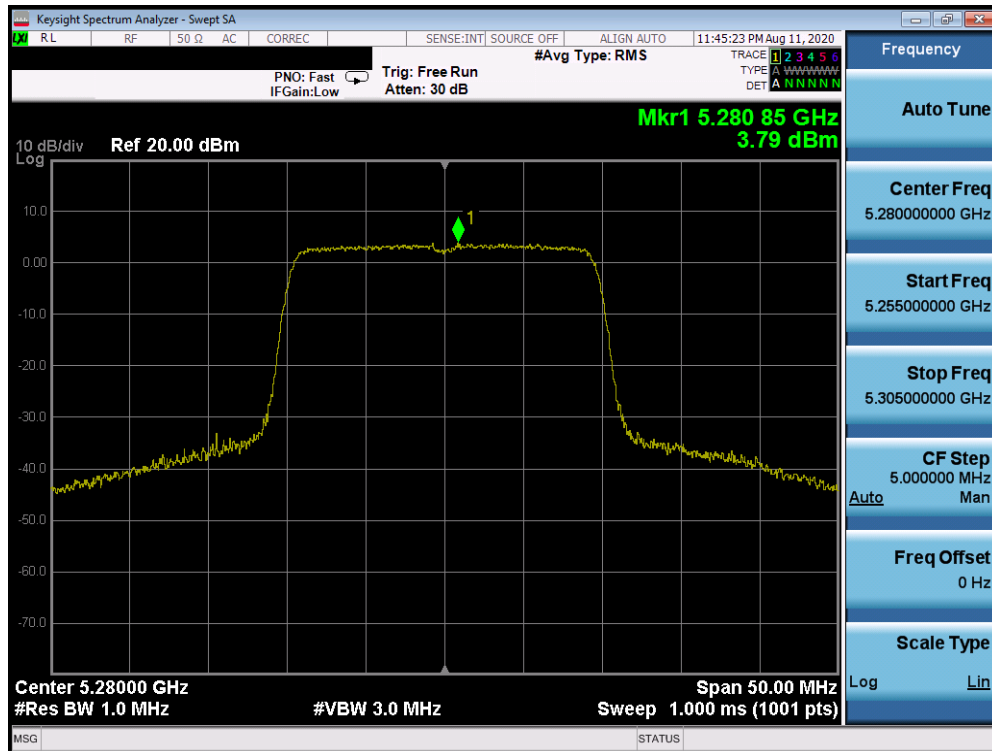 Keysight Spectrum Analyzer - Swept SA
LXI RL RF 50 Ω AC CORREC SENSE:INT SOURCE OFF ALIGN AUTO 11:45:23 PM Aug 11, 2020
#Avg Type: RMS
TRACE 1 2 3 4 5 6
PNO: Fast Trig: Free Run
TYPE A WWWWW
IFGain:Low Atten: 30 dB
DET A N N N N N
Mkr1 5.280 85 GHz
3.79 dBm
10 dB/div Ref 20.00 dBm
Log
1
10.0
0.00
-10.0
-20.0
-30.0
-40.0
-50.0
-60.0
-70.0
Center 5.28000 GHz Span 50.00 MHz
#Res BW 1.0 MHz #VBW 3.0 MHz Sweep 1.000 ms (1001 pts)
MSG STATUS
Frequency
Auto Tune
Center Freq
5.280000000 GHz
Start Freq
5.255000000 GHz
Stop Freq
5.305000000 GHz
CF Step
5.000000 MHz
Auto Man
Freq Offset
0 Hz
Scale Type
Log Lin